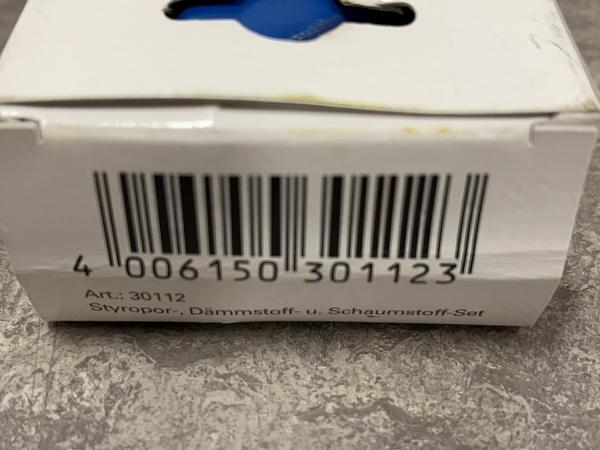 4 006150 301123
Art.: 30112
Styropor-, Dämmstoff- u. Schaumstoff-Set